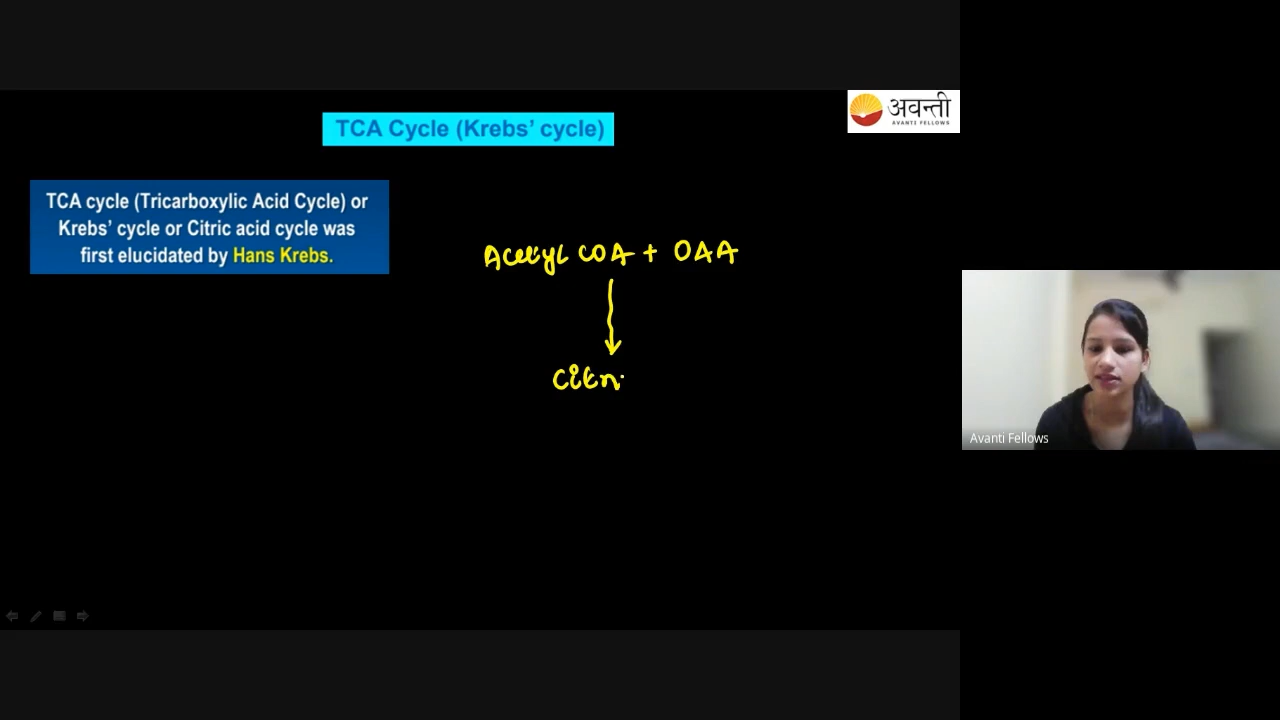 TCA Cycle (Krebs' cycle)
अवन्ती
AVANTI FELLOWS
TCA cycle (Tricarboxylic Acid Cycle) or
Krebs' cycle or Citric acid cycle was
first elucidated by Hans Krebs.
Acetyl COA + OAA
Citr
Avanti Fellows